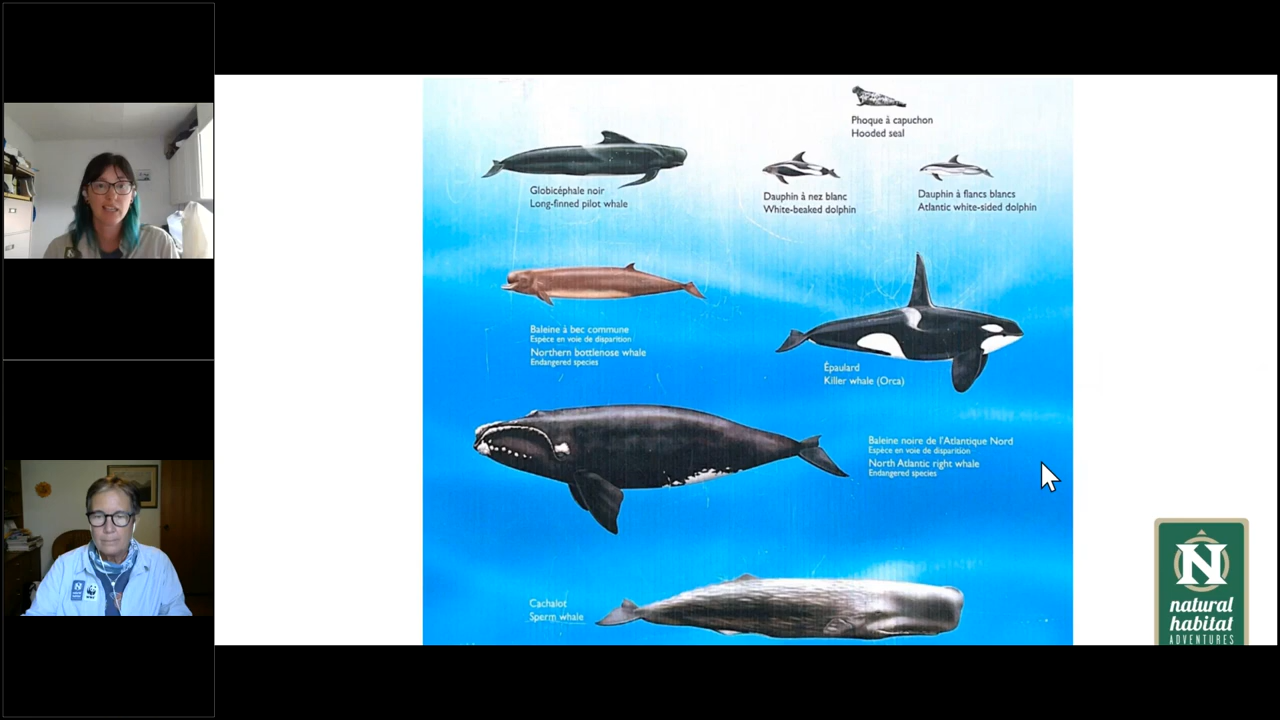 Phoque à capuchon
Hooded seal
Globicéphale noir
Long-finned pilot whale
Dauphin à nez blanc
White-beaked dolphin
Dauphin à flancs blancs
Atlantic white-sided dolphin
Baleine à bec commune
Espèce en voie de disparition
Northern bottlenose whale
Endangered species
Épaulard
Killer whale (Orca)
Baleine noire de l'Atlantique Nord
Espèce en voie de disparition
North Atlantic right whale
Endangered species
Cachalot
Sperm whale
N
natural
habitat
ADVENTURES